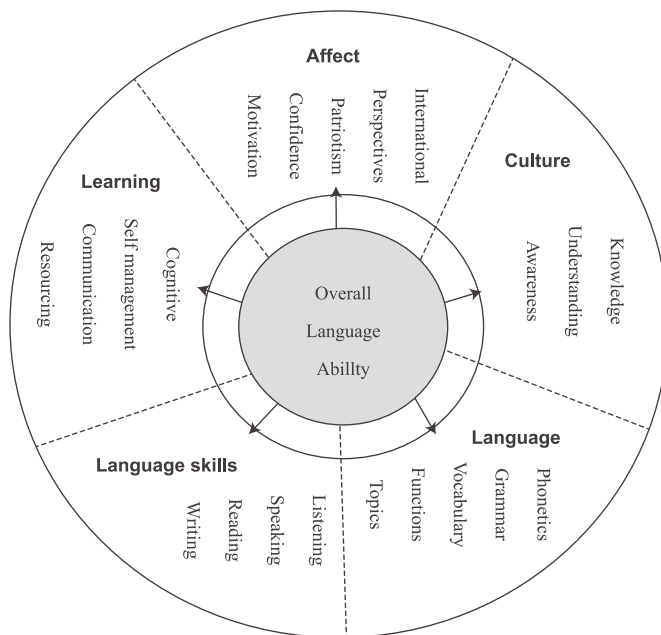 Affect
Motivation
Confidence
Patriotism
Perspectives
International
Culture
Knowledge
Understanding
Awareness
Learning
Cognitive
Self management
Communication
Resourcing
Overall
Language
Abillty
Language
Phonetics
Grammar
Vocabulary
Functions
Topics
Language skills
Listening
Speaking
Reading
Writing